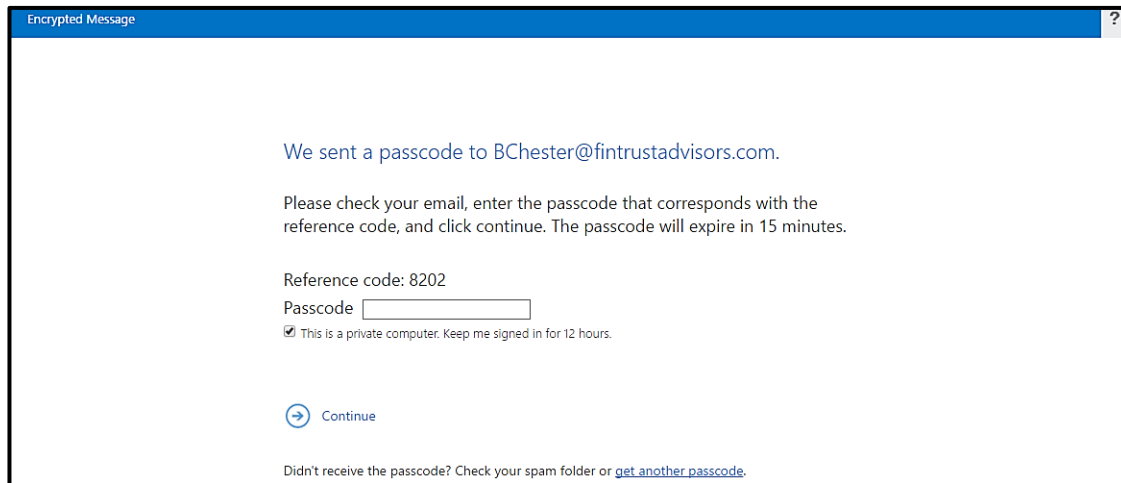 Encrypted Message
?
We sent a passcode to BChester@fintrustadvisors.com.
Please check your email, enter the passcode that corresponds with the
reference code, and click continue. The passcode will expire in 15 minutes.
Reference code: 8202
Passcode
This is a private computer. Keep me signed in for 12 hours.
Continue
Didn't receive the passcode? Check your spam folder or get another passcode.